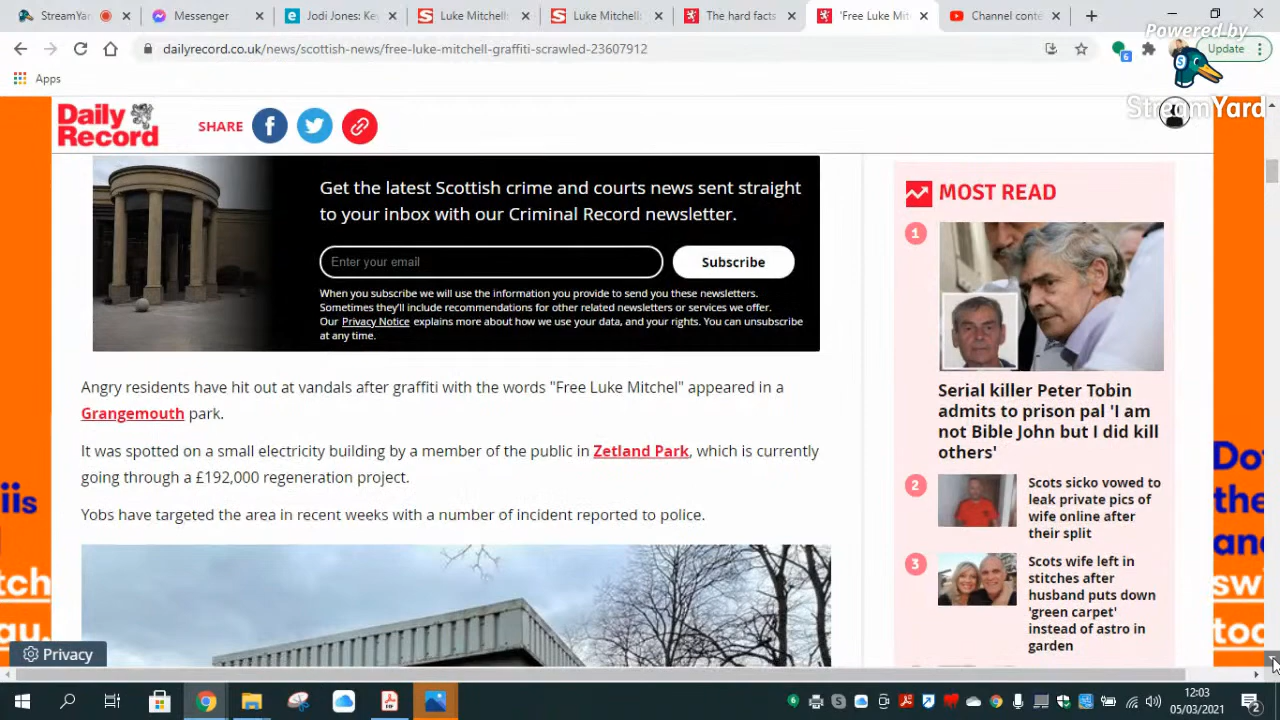 StreamYar
Messenger
Jodi Jones: Ke
Luke Mitchell:
Luke Mitchell:
The hard facts
'Free Luke Mit
Channel conte
Powered by
dailyrecord.co.uk/news/scottish-news/free-luke-mitchell-graffiti-scrawled-23607912
6
Update
Apps
StreamYard
Daily
Record
SHARE
Get the latest Scottish crime and courts news sent straight
to your inbox with our Criminal Record newsletter.
Enter your email
Subscribe
When you subscribe we will use the information you provide to send you these newsletters.
Sometimes they'll include recommendations for other related newsletters or services we offer.
Our Privacy Notice explains more about how we use your data, and your rights. You can unsubscribe
at any time.
Angry residents have hit out at vandals after graffiti with the words "Free Luke Mitchel" appeared in a
Grangemouth park.
It was spotted on a small electricity building by a member of the public in Zetland Park, which is currently
going through a £192,000 regeneration project.
Yobs have targeted the area in recent weeks with a number of incident reported to police.
MOST READ
1
Serial killer Peter Tobin
admits to prison pal 'I am
not Bible John but I did kill
others'
2
Scots sicko vowed to
leak private pics of
wife online after
their split
3
Scots wife left in
stitches after
husband puts down
'green carpet'
instead of astro in
garden
Privacy
12:03
05/03/2021
2